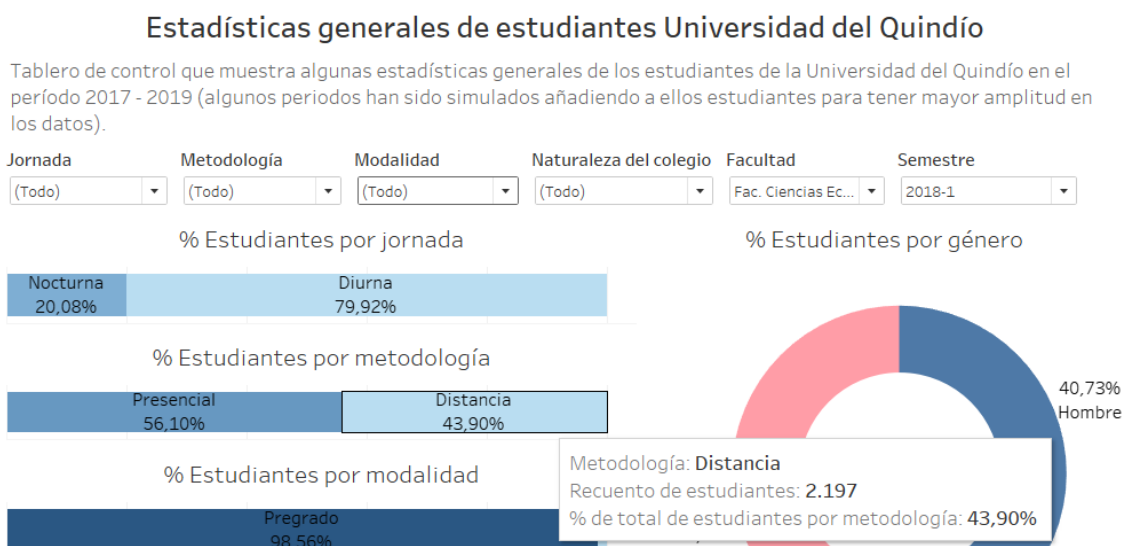 Estadísticas generales de estudiantes Universidad del Quindío
Tablero de control que muestra algunas estadísticas generales de los estudiantes de la Universidad del Quindío en el
período 2017 - 2019 (algunos periodos han sido simulados añadiendo a ellos estudiantes para tener mayor amplitud en
los datos).
Jornada Metodología Modalidad Naturaleza del colegio Facultad Semestre
(Todo) (Todo) (Todo) (Todo) Fac. Ciencias Ec... 2018-1
% Estudiantes por jornada
Nocturna Diurna
20,08% 79,92%
% Estudiantes por metodología
Presencial Distancia
56,10% 43,90%
% Estudiantes por modalidad
Pregrado
98,56%
% Estudiantes por género
40,73%
Hombre
Metodología: Distancia
Recuento de estudiantes: 2.197
% de total de estudiantes por metodología: 43,90%